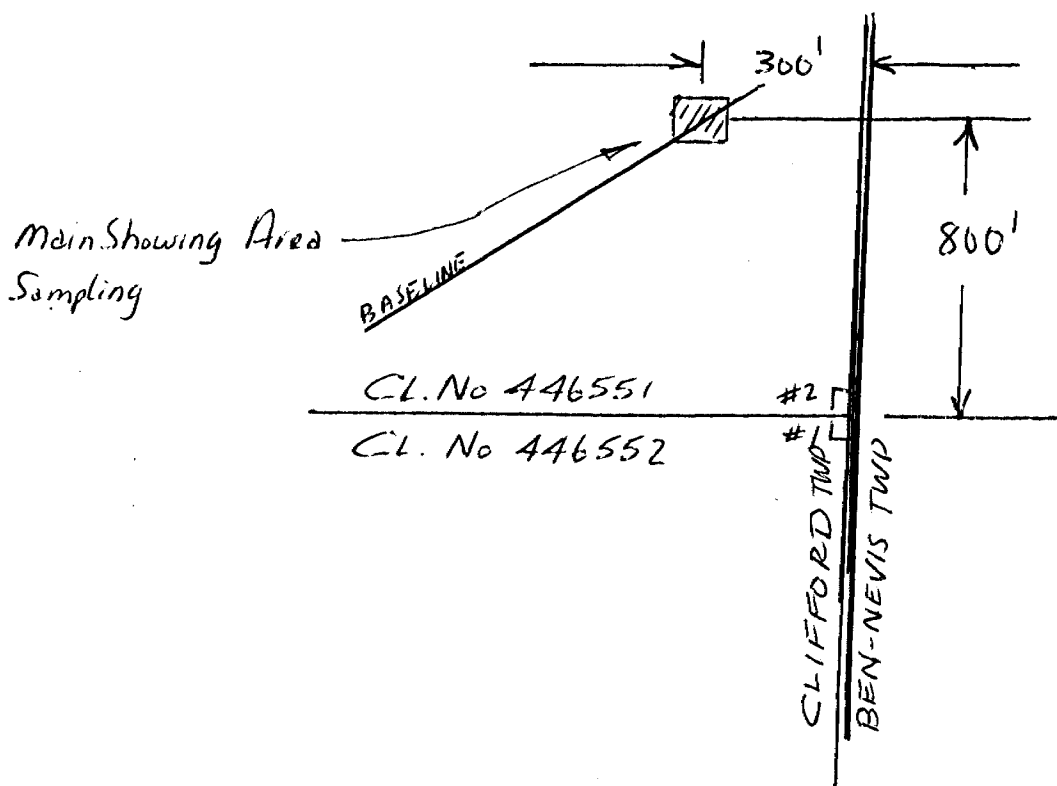 300'
Main Showing Area
Sampling
800'
BASELINE
CL. No 446551
#2
CL. No 446552
#1
CLIFFORD TWP
BEN-NEVIS TWP